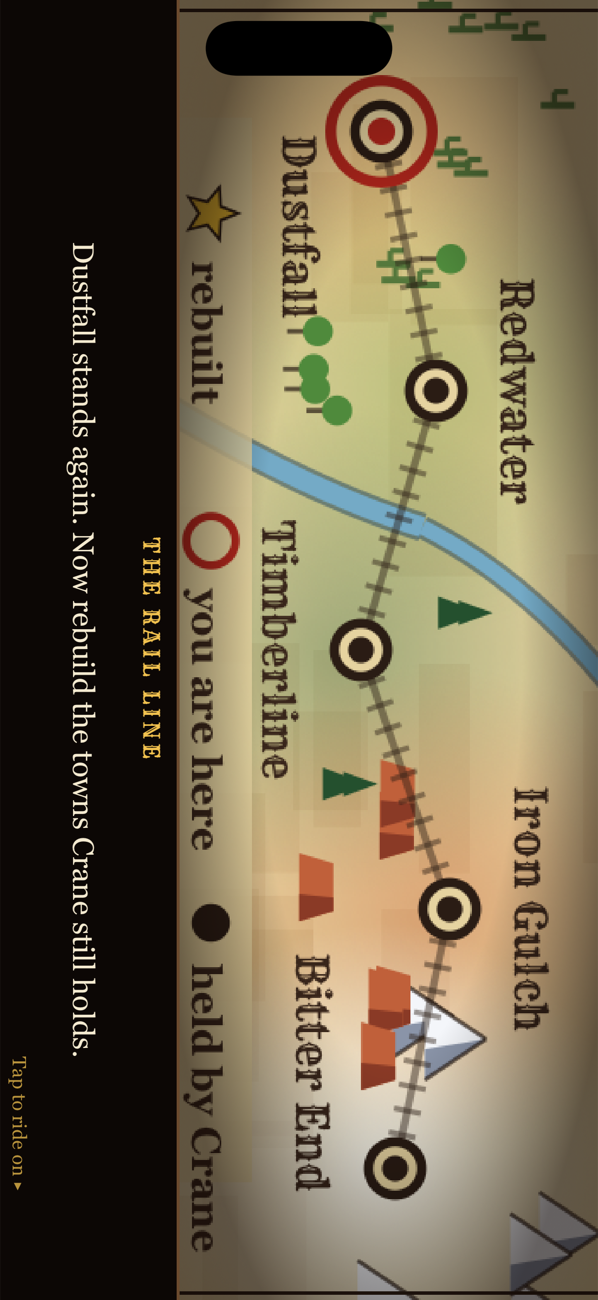 Redwater
Iron Gulch
Dustfall
Timberline
Bitter End
rebuilt
you are here
held by Crane
THE RAIL LINE
Dustfall stands again. Now rebuild the towns Crane still holds.
Tap to ride on ▸